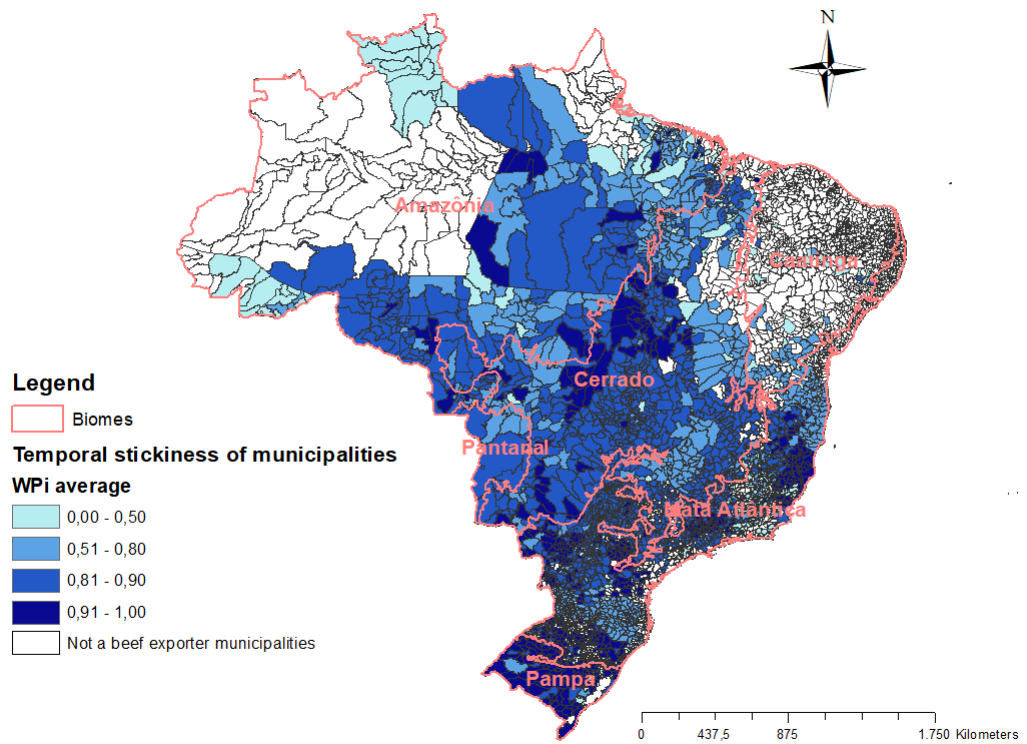 N
Amazônia
Caatinga
Cerrado
Pantanal
Mata Atlântica
Pampa
Legend
Biomes
Temporal stickiness of municipalities
WPi average
0,00 - 0,50
0,51 - 0,80
0,81 - 0,90
0,91 - 1,00
Not a beef exporter municipalities
0 437,5 875 1.750 Kilometers